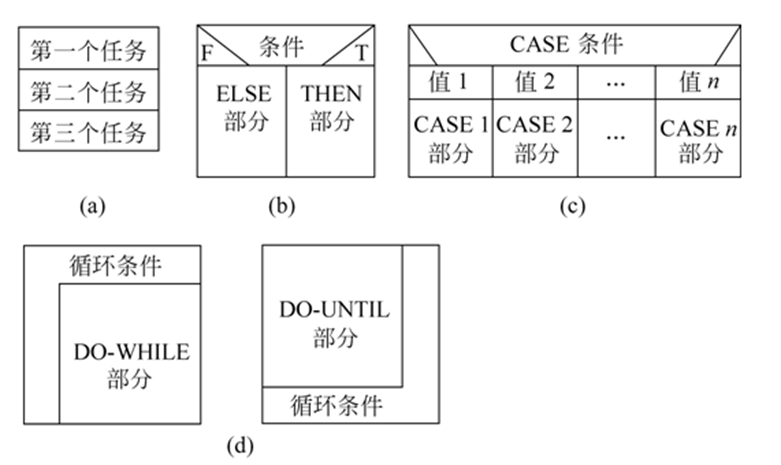 第一个任务
第二个任务
第三个任务
(a)
F 条件 T
ELSE
部分
THEN
部分
(b)
CASE 条件
值 1 值 2 ... 值 n
CASE 1
部分
CASE 2
部分
...
CASE n
部分
(c)
循环条件
DO-WHILE
部分
DO-UNTIL
部分
循环条件
(d)